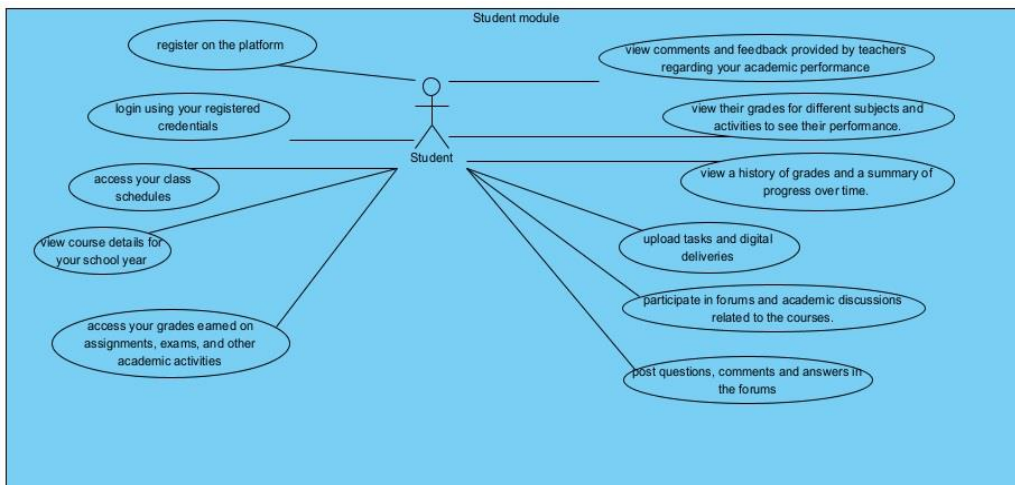 Student module
register on the platform
login using your registered
credentials
access your class
schedules
view course details for
your school year
access your grades earned on
assignments, exams, and other
academic activities
Student
view comments and feedback provided by teachers
regarding your academic performance
view their grades for different subjects and
activities to see their performance.
view a history of grades and a summary of
progress over time.
upload tasks and digital
deliveries
participate in forums and academic discussions
related to the courses.
post questions, comments and answers in
the forums